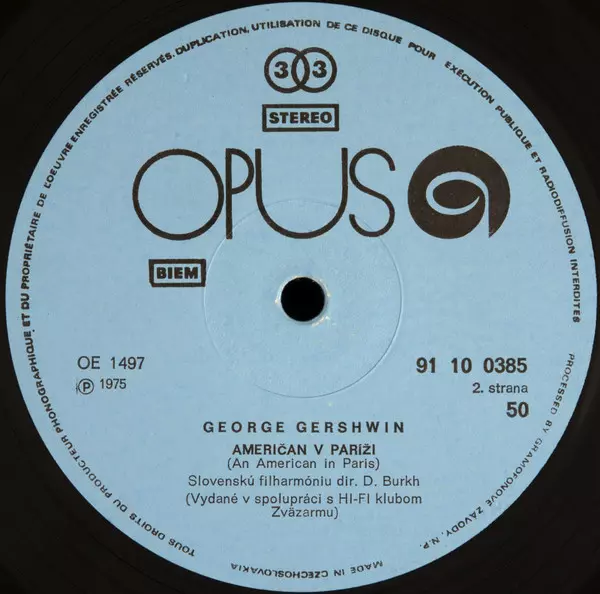 TOUS DROITS DU PRODUCTEUR PHONOGRAPHIQUE ET DU PROPRIÉTAIRE DE L'OEUVRE ENREGISTRÉE RÉSERVÉS. DUPLICATION, UTILISATION DE CE DISQUE POUR EXÉCUTION PUBLIQUE ET RADIODIFFUSION INTERDITES
33
STEREO
OPUS
BIEM
OE 1497
℗ 1975
91 10 0385
2. strana
50
GEORGE GERSHWIN
AMERIČAN V PARÍŽI
(An American in Paris)
Slovenskú filharmóniu dir. D. Burkh
(Vydané v spolupráci s HI-FI klubom
Zväzarmu)
PROCESSED BY GRAMOFONOVÉ ZÁVODY, N.P.
MADE IN CZECHOSLOVAKIA